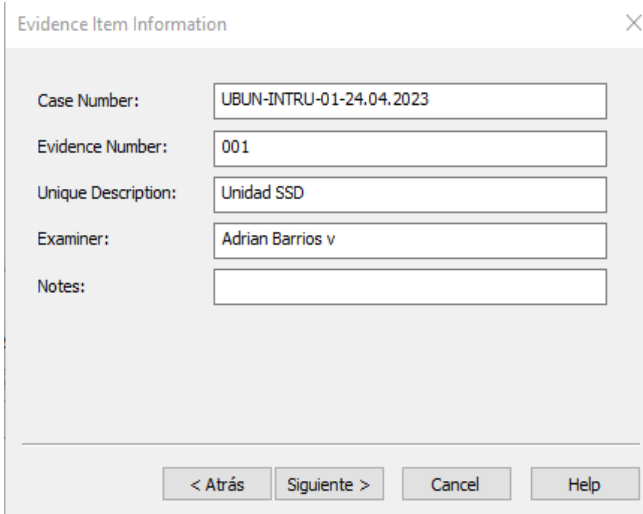 Evidence Item Information
Case Number: UBUN-INTRU-01-24.04.2023
Evidence Number: 001
Unique Description: Unidad SSD
Examiner: Adrian Barrios v
Notes:
< Atrás Siguiente > Cancel Help